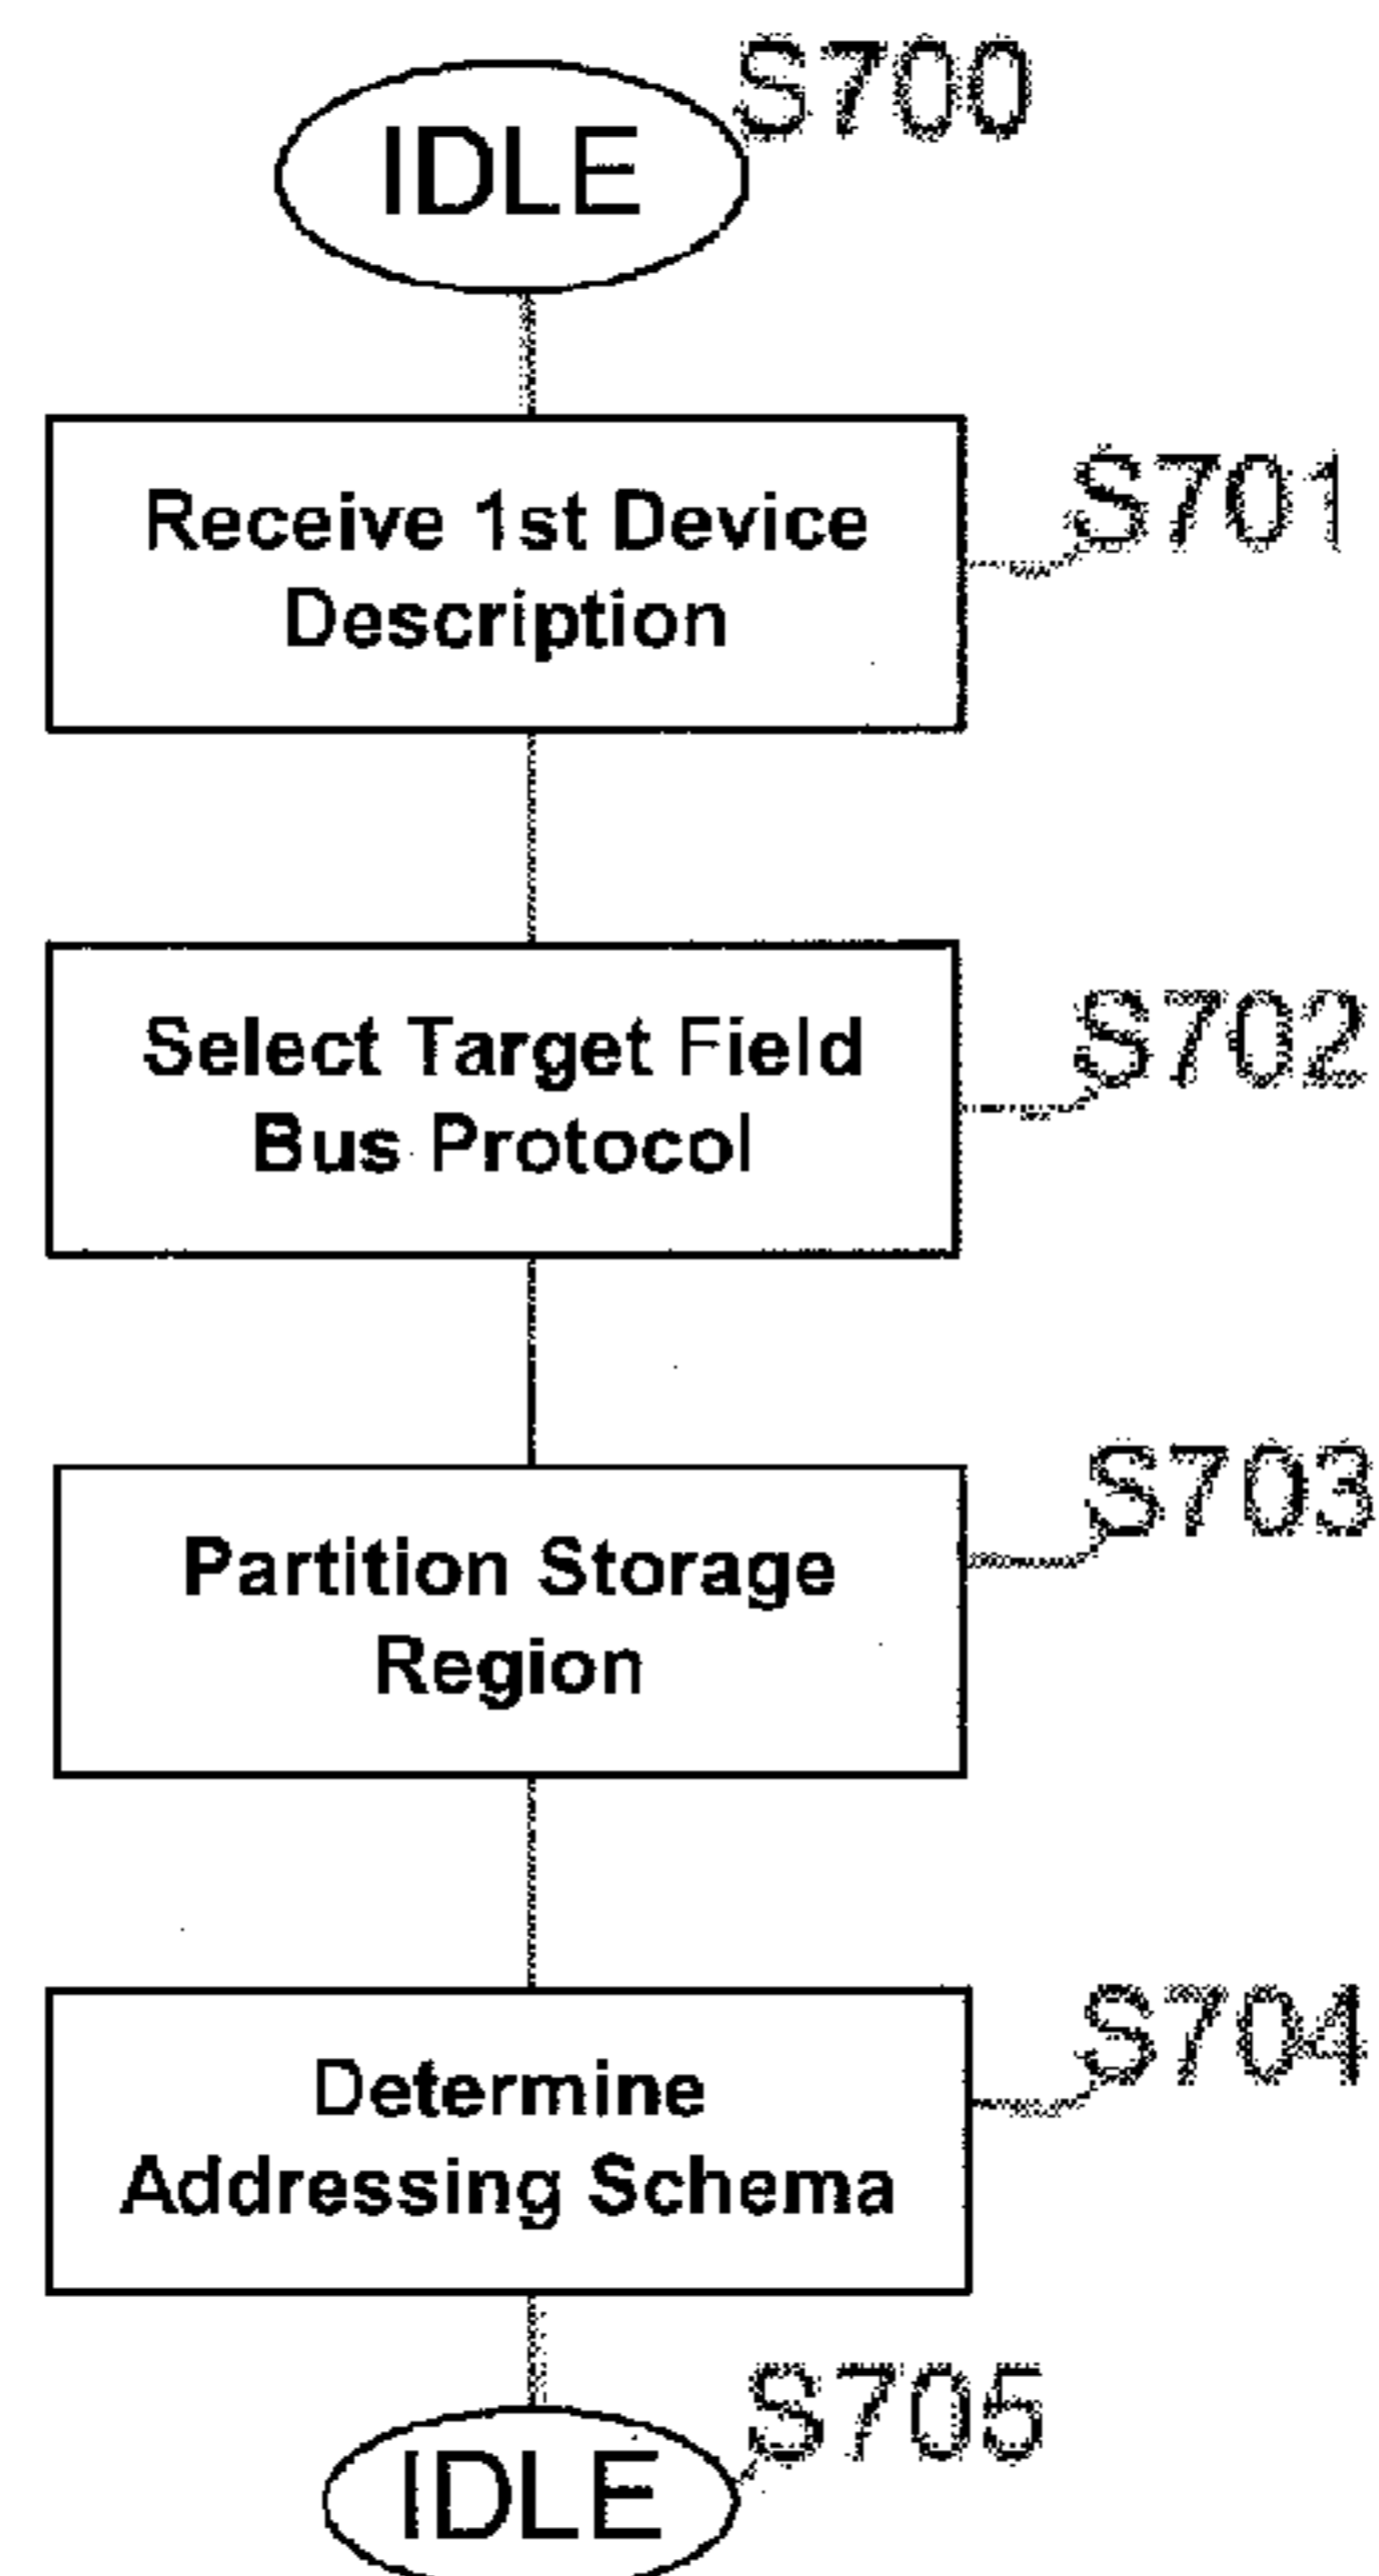 S700
IDLE
Receive 1st Device
Description
S701
Select Target Field
Bus Protocol
S702
Partition Storage
Region
S703
Determine
Addressing Schema
S704
S705
IDLE